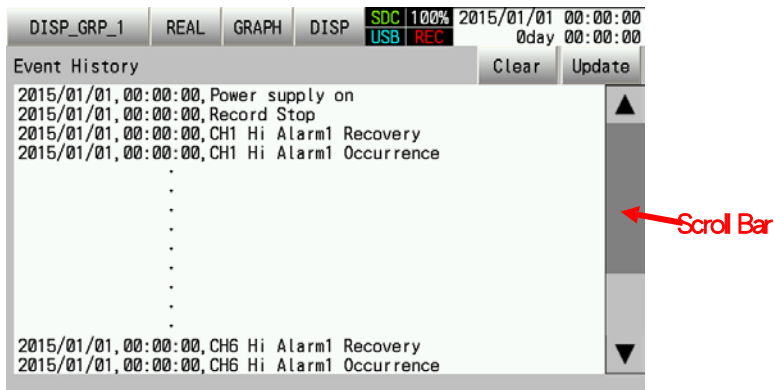 DISP_GRP_1 REAL GRAPH DISP SDC 100% 2015/01/01 00:00:00
USB REC 0day 00:00:00
Event History Clear Update
2015/01/01,00:00:00,Power supply on
2015/01/01,00:00:00,Record Stop
2015/01/01,00:00:00,CH1 Hi Alarm1 Recovery
2015/01/01,00:00:00,CH1 Hi Alarm1 Occurrence
.
.
.
.
.
.
.
.
.
2015/01/01,00:00:00,CH6 Hi Alarm1 Recovery
2015/01/01,00:00:00,CH6 Hi Alarm1 Occurrence
Scroll Bar